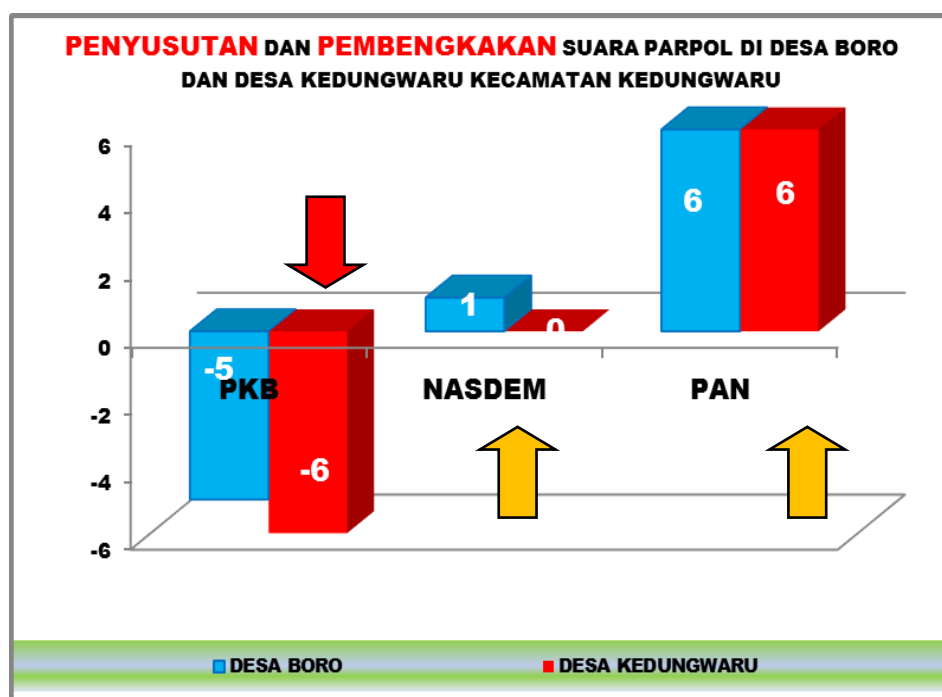 PENYUSUTAN DAN PEMBENGKAKAN SUARA PARPOL DI DESA BORO
DAN DESA KEDUNGWARU KECAMATAN KEDUNGWARU
6
4
2
0
-2
-4
-6
-5
-6
1
0
6
6
PKB
NASDEM
PAN
DESA BORO
DESA KEDUNGWARU